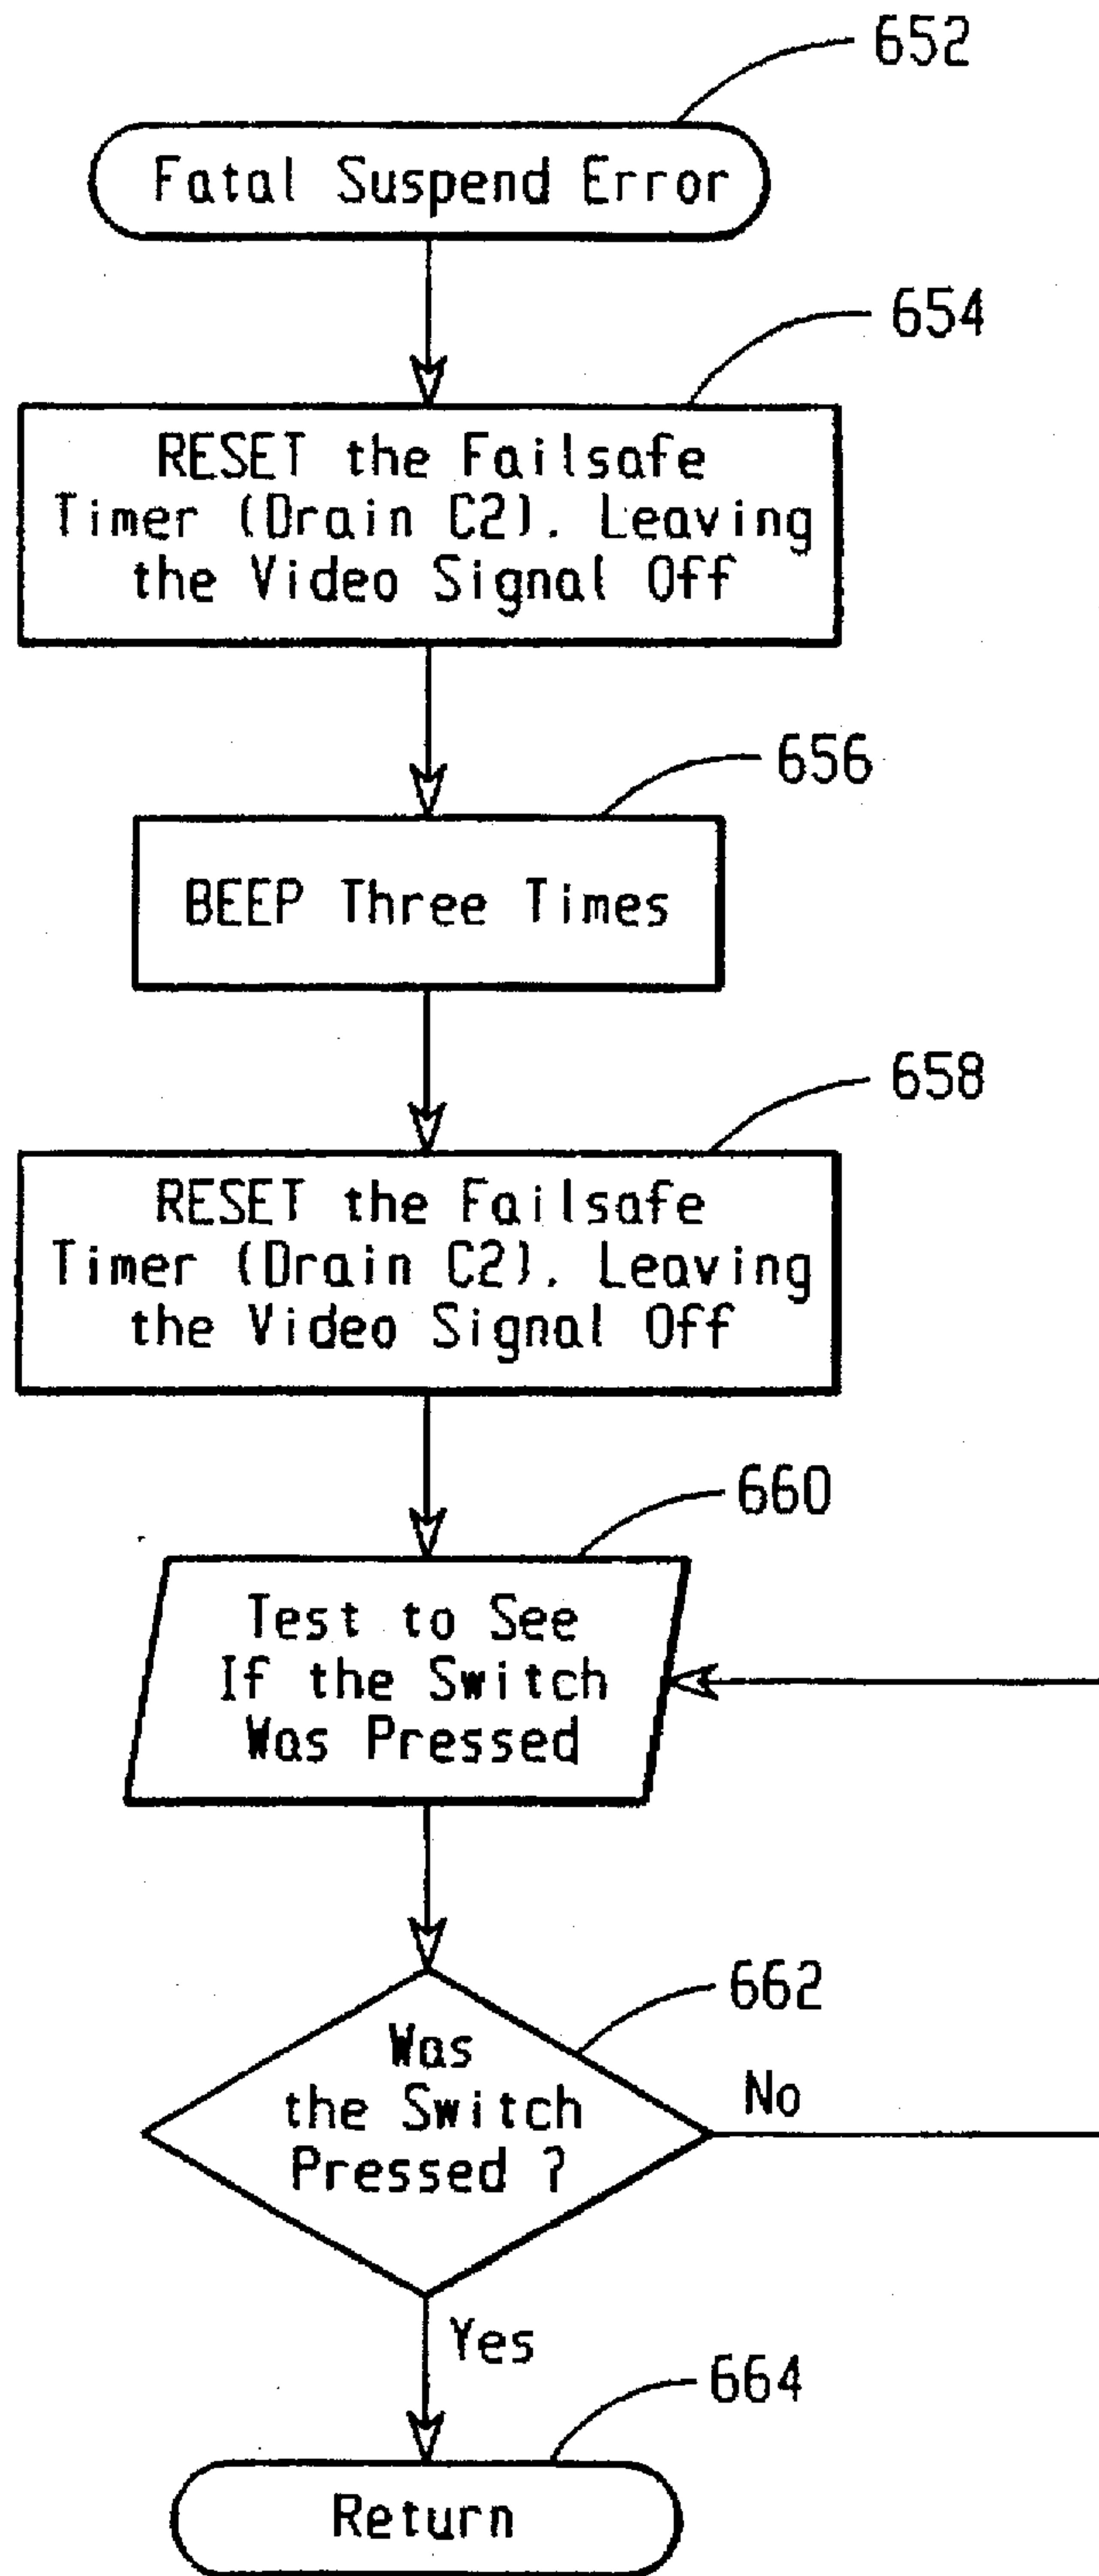 652
Fatal Suspend Error
654
RESET the Failsafe
Timer (Drain C2), Leaving
the Video Signal Off
656
BEEP Three Times
658
RESET the Failsafe
Timer (Drain C2), Leaving
the Video Signal Off
660
Test to See
If the Switch
Was Pressed
662
Was
the Switch
Pressed ?
No
Yes
664
Return